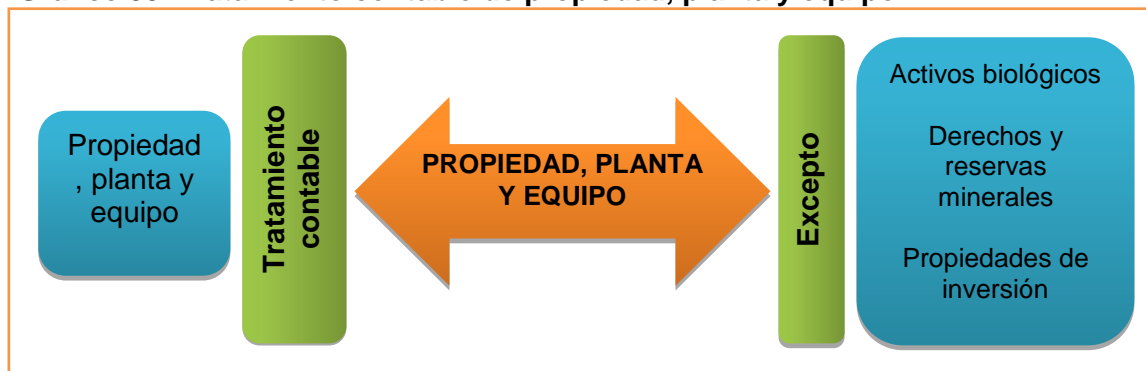 Propiedad
, planta y
equipo
Tratamiento
contable
PROPIEDAD, PLANTA
Y EQUIPO
Excepto
Activos biológicos
Derechos y
reservas
minerales
Propiedades de
inversión